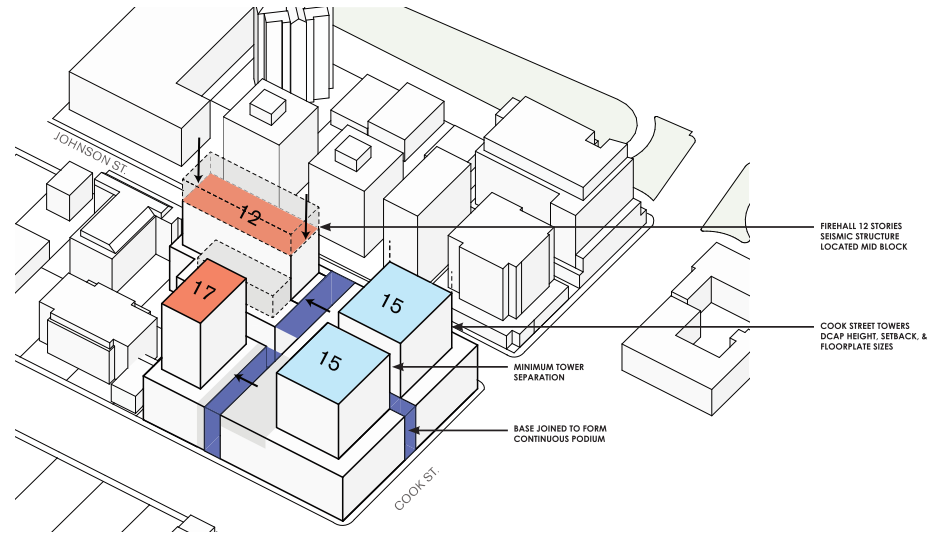 JOHNSON ST.
12
FIREHALL 12 STORIES
SEISMIC STRUCTURE
LOCATED MID BLOCK
17
15
COOK STREET TOWERS
DCAP HEIGHT, SETBACK, &
FLOORPLATE SIZES
15
MINIMUM TOWER
SEPARATION
BASE JOINED TO FORM
CONTINUOUS PODIUM
COOK ST.